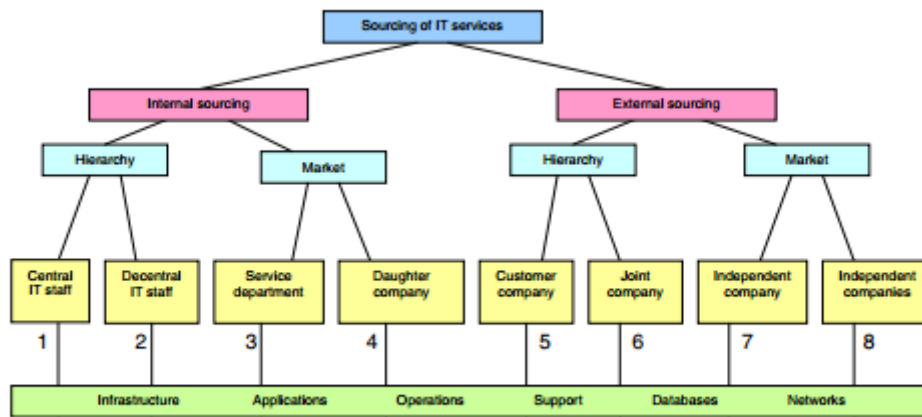 Sourcing of IT services
Internal sourcing
External sourcing
Hierarchy
Market
Hierarchy
Market
Central
IT staff
Decentral
IT staff
Service
department
Daughter
company
Customer
company
Joint
company
Independent
company
Independent
companies
1
2
3
4
5
6
7
8
Infrastructure
Applications
Operations
Support
Databases
Networks